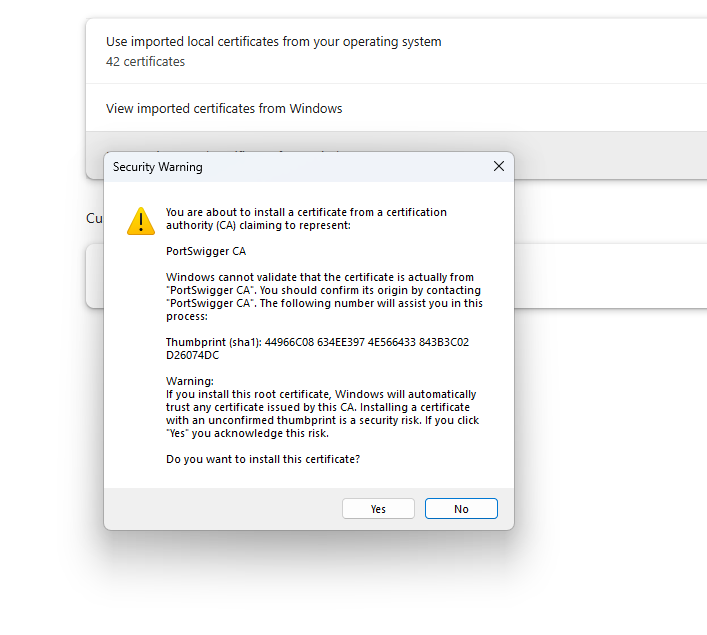 Use imported local certificates from your operating system
42 certificates
View imported certificates from Windows
Security Warning
Cu
You are about to install a certificate from a certification
authority (CA) claiming to represent:
PortSwigger CA
Windows cannot validate that the certificate is actually from
"PortSwigger CA". You should confirm its origin by contacting
"PortSwigger CA". The following number will assist you in this
process:
Thumbprint (sha1): 44966C08 634EE397 4E566433 843B3C02
D26074DC
Warning:
If you install this root certificate, Windows will automatically
trust any certificate issued by this CA. Installing a certificate
with an unconfirmed thumbprint is a security risk. If you click
"Yes" you acknowledge this risk.
Do you want to install this certificate?
Yes No